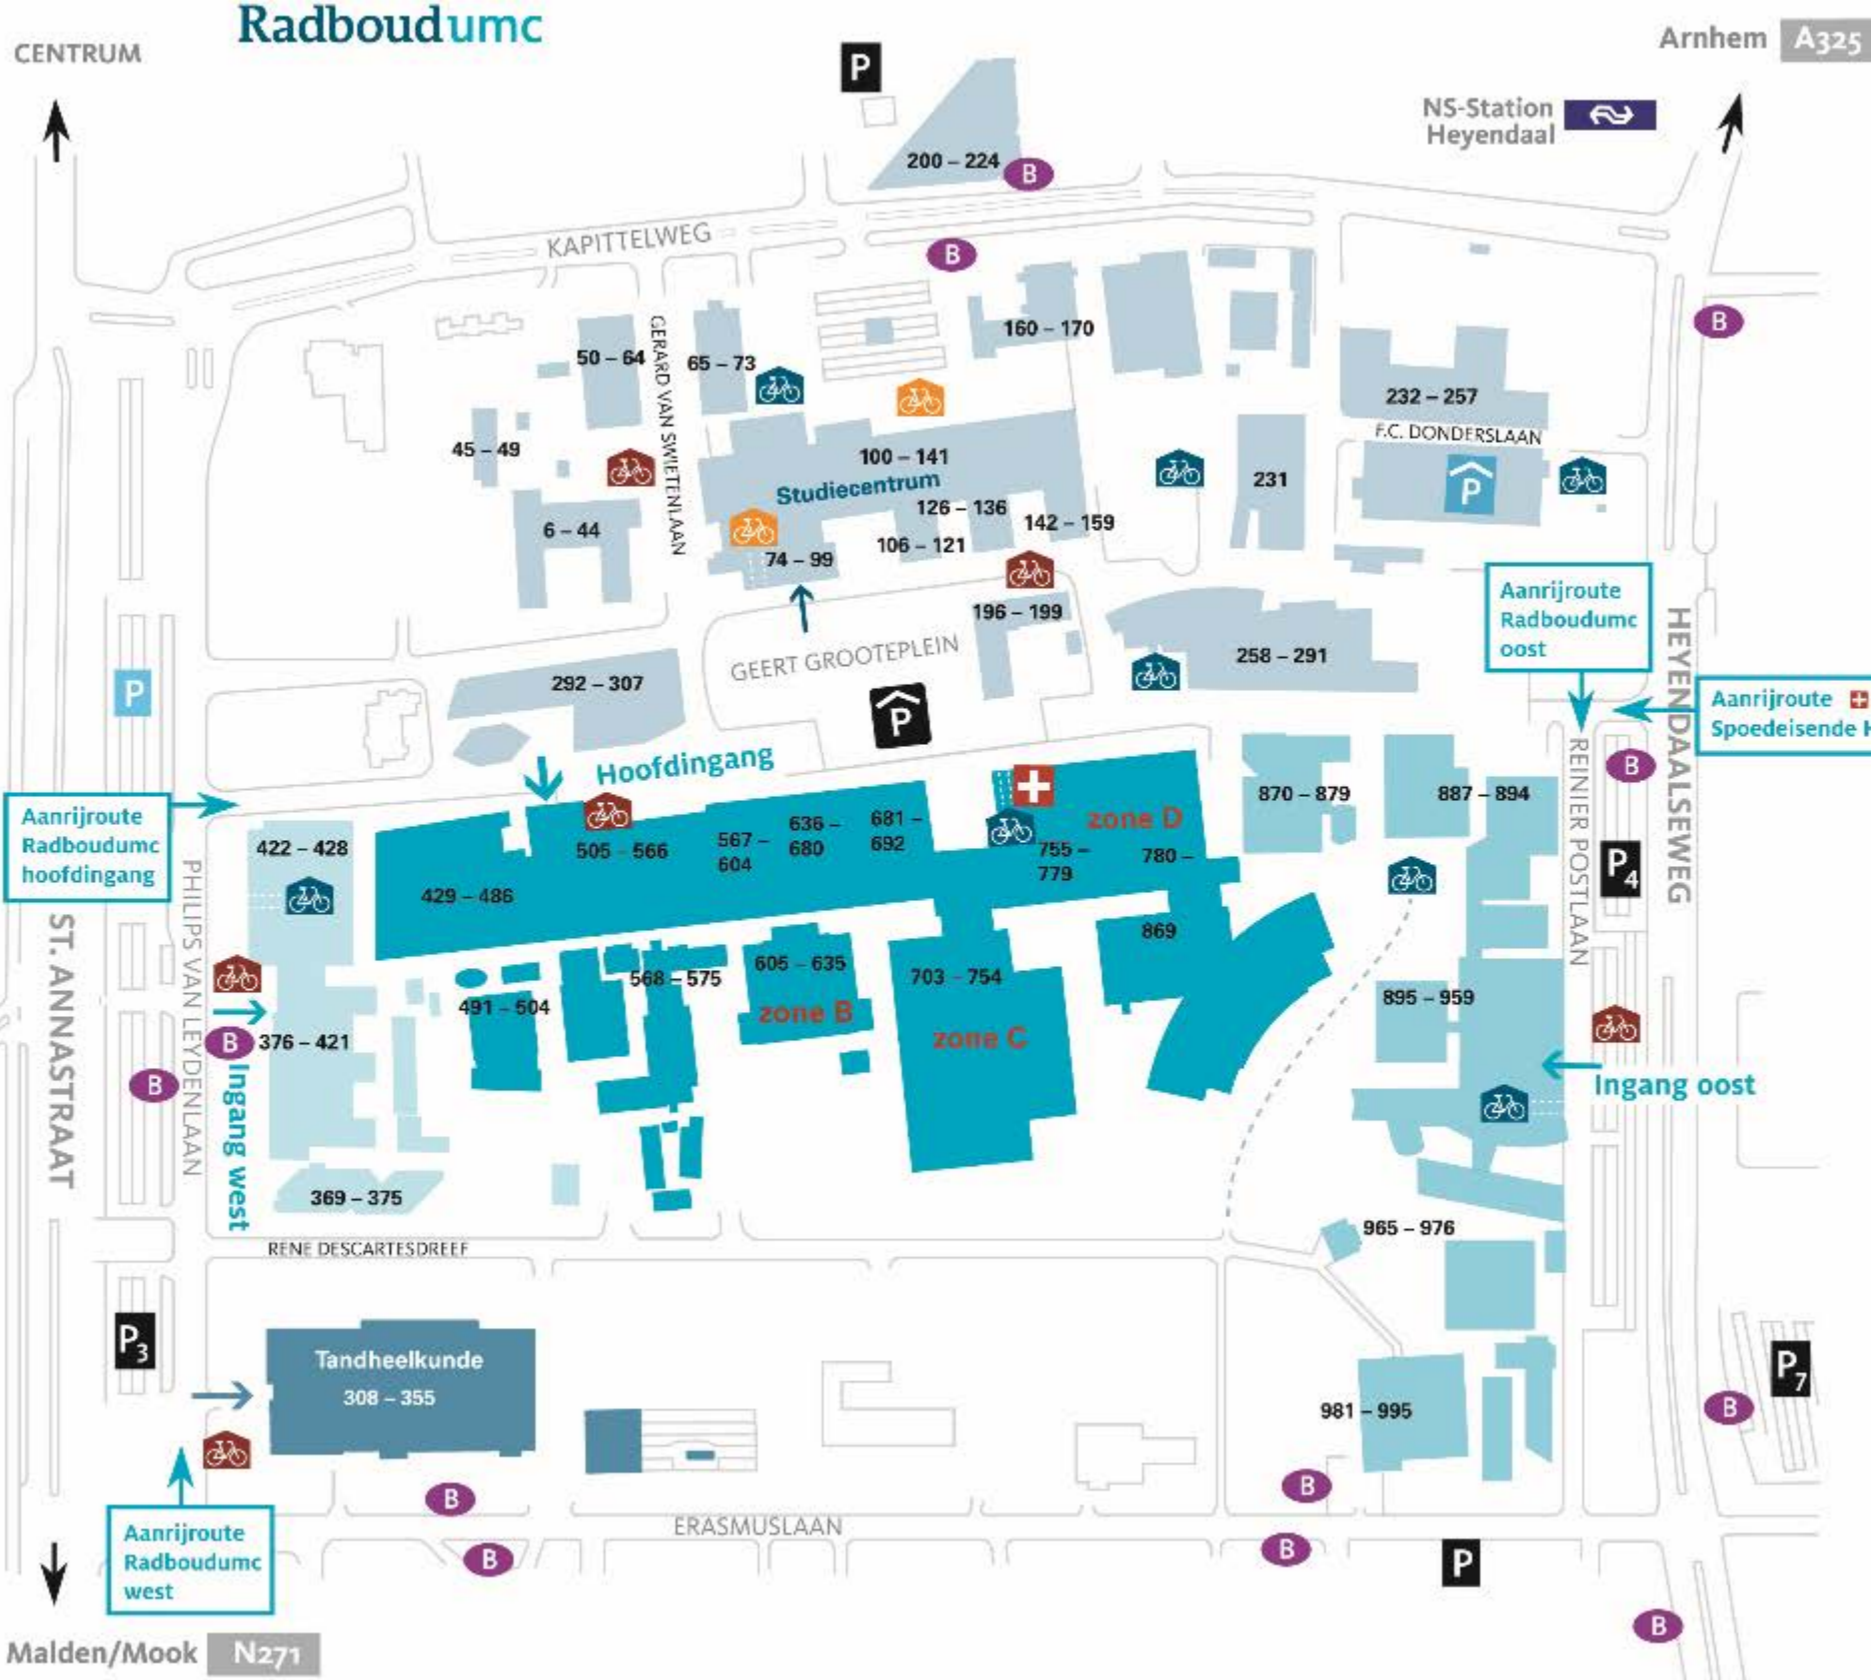 Radboudumc
CENTRUM
P
Arnhem A325
NS-Station
Heyendaal
200 – 224
B
KAPITTELWEG
B
B
160 – 170
50 – 64
GERARD VAN SWIETENLAAN
65 – 73
232 – 257
F.C. DONDERSLAAN
45 – 49
100 – 141
Studiecentrum
126 – 136
142 – 159
231
P
6 – 44
106 – 121
74 – 99
196 – 199
Aanrijroute
Radboudumc
oost
HEYENDAALSEWEG
GEERT GROOTEPLEIN
258 – 291
P
292 – 307
P
Aanrijroute
Spoedeisende H
REINIER POSTLAAN
B
Hoofdingang
Aanrijroute
Radboudumc
hoofdingang
422 – 428
429 – 486
505 – 566
567 –
604
636 –
680
681 –
692
zone D
755 –
779
780 –
869
870 – 879
887 – 894
P4
ST. ANNASTRAAT
PHILIPS VAN LEYDENLAAN
B
B
376 – 421
Ingang west
491 – 504
568 – 575
605 – 635
zone B
703 – 754
zone C
895 – 959
Ingang oost
369 – 375
RENE DESCARTESDREEF
965 – 976
P3
Tandheelkunde
308 – 355
P7
B
981 – 995
B
B
ERASMUSLAAN
B
B
P
Aanrijroute
Radboudumc
west
B
Malden/Mook N271